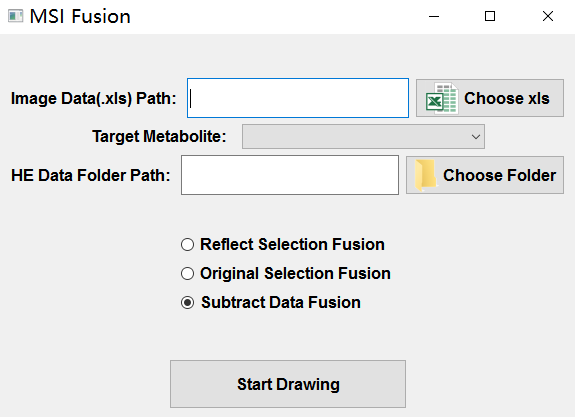 MSI Fusion
Image Data(.xls) Path:
Choose xls
Target Metabolite:
HE Data Folder Path:
Choose Folder
Reflect Selection Fusion
Original Selection Fusion
Subtract Data Fusion
Start Drawing